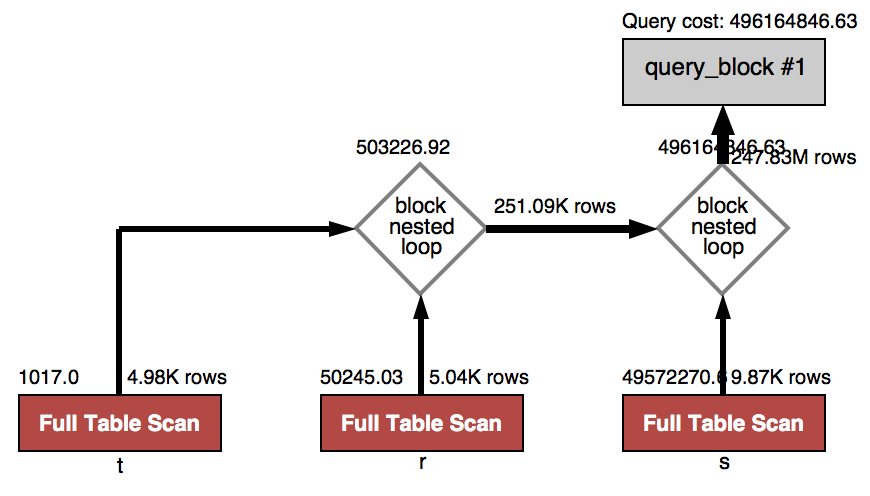 Query cost: 496164846.63
query_block #1
503226.92
496164846.63
247.83M rows
block
nested
loop
251.09K rows
block
nested
loop
1017.0
4.98K rows
50245.03
5.04K rows
49572270.6
9.87K rows
Full Table Scan
Full Table Scan
Full Table Scan
t
r
s